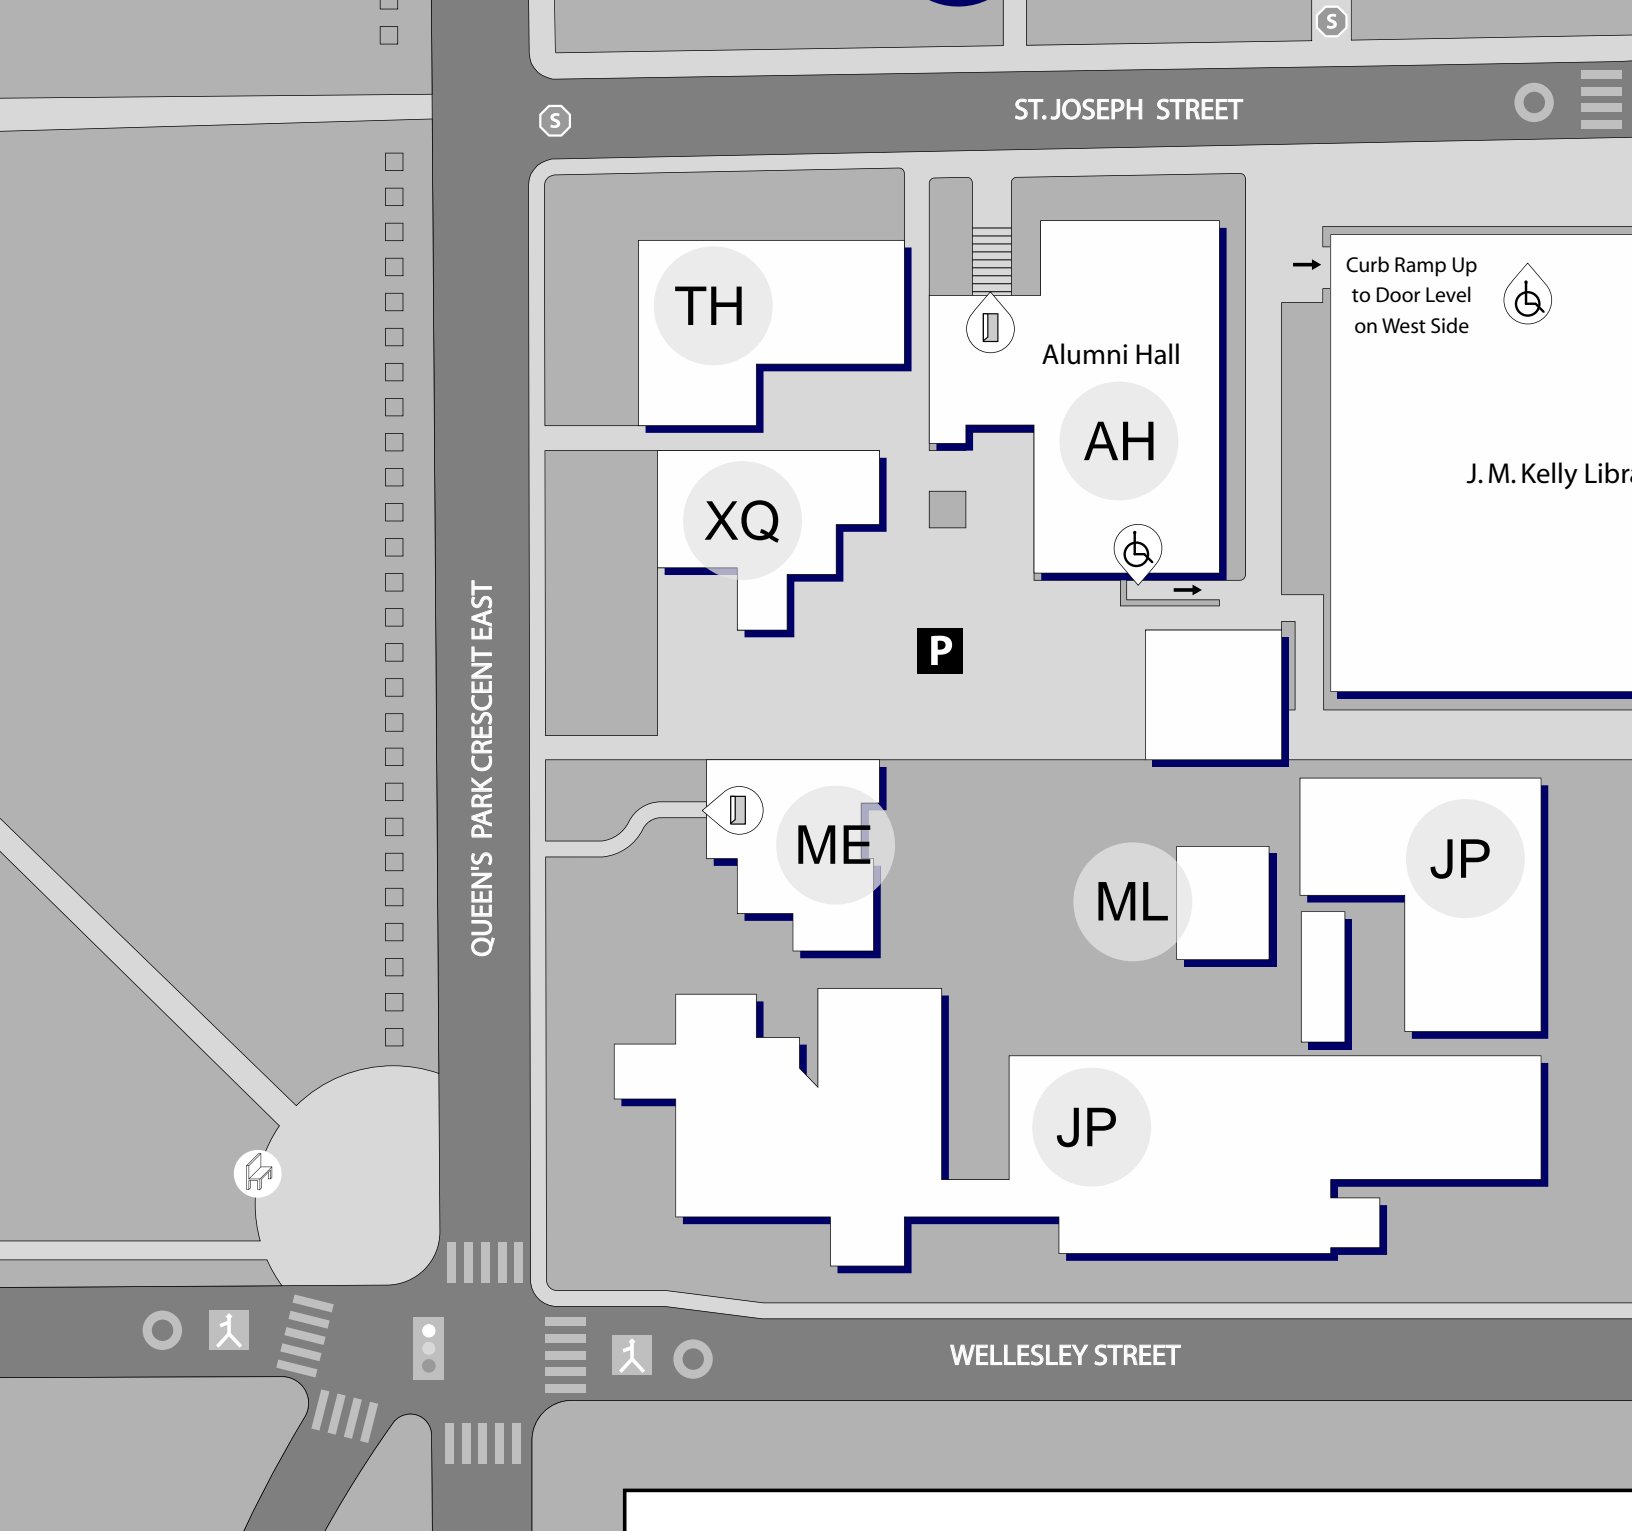 S
ST. JOSEPH STREET
S
TH
Curb Ramp Up
to Door Level
on West Side
Alumni Hall
AH
J. M. Kelly Libra
XQ
P
QUEEN'S PARK CRESCENT EAST
ME
ML
JP
JP
WELLESLEY STREET